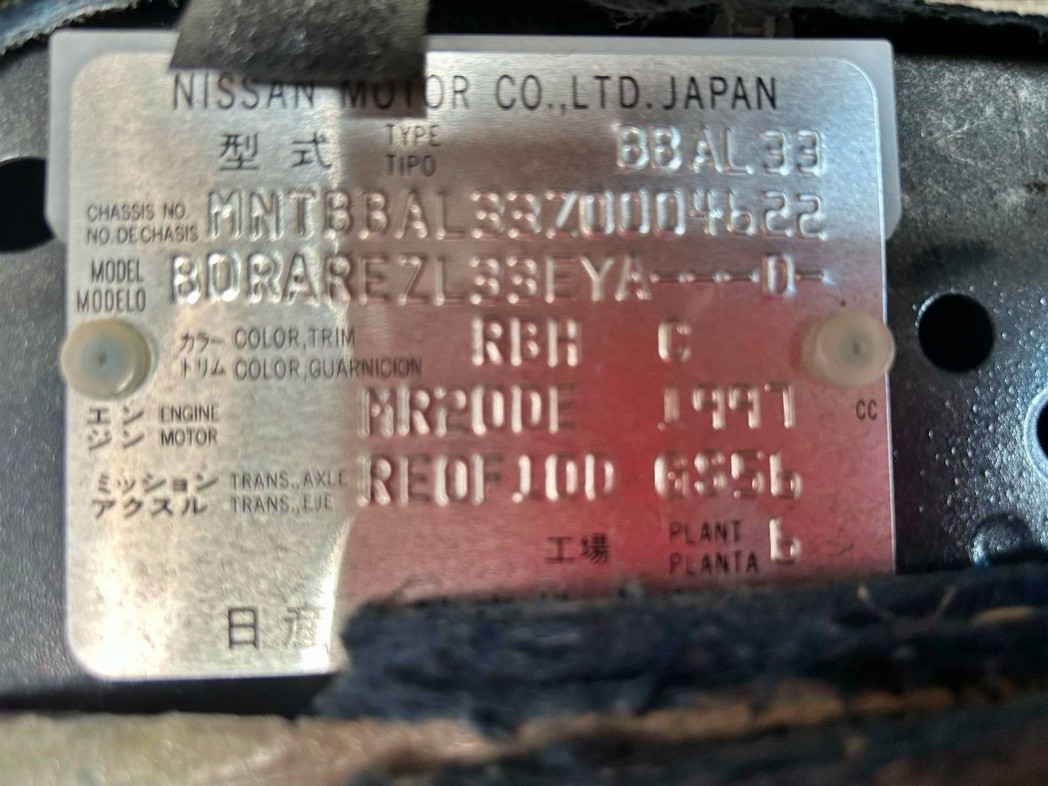 NISSAN MOTOR CO.,LTD.JAPAN
型式 TYPE TIPO BBAL33
CHASSIS NO. NO.DE CHASIS MNTBBAL33Z0004622
MODEL MODELO BDRAREZL33EYA----D-
カラー COLOR,TRIM RBH G
トリム COLOR,GUARNICION
エンジン ENGINE MOTOR MR20DE 1997 CC
ミッション TRANS.,AXLE RE0F10D GS56
アクスル TRANS.,EJE
工場 PLANT PLANTA 6
日産